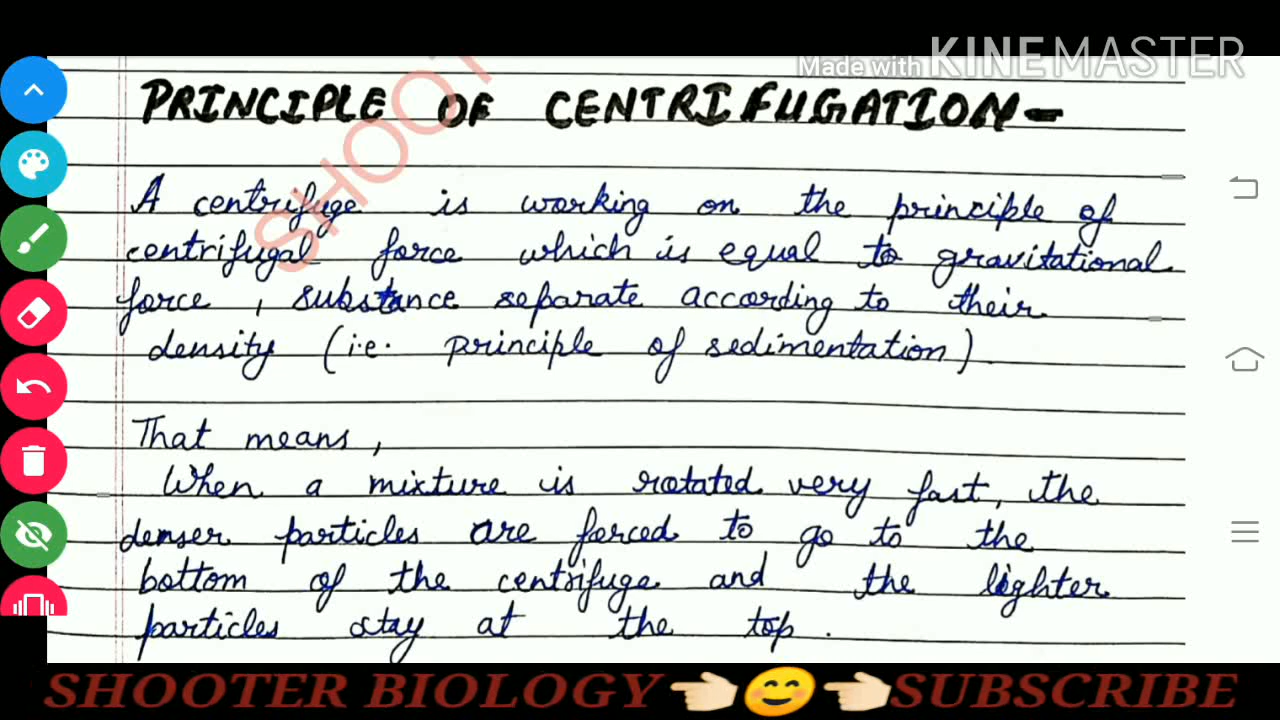 Made with KINEMASTER
PRINCIPLE OF CENTRIFUGATION-
SHOOT
A centrifuge is working on the principle of
centrifugal force which is equal to gravitational
force, substance separate according to their
density (i.e. principle of sedimentation)
That means,
When a mixture is rotated very fast, the
denser particles are forced to go to the
bottom of the centrifuge and the lighter
particles stay at the top.
SHOOTER BIOLOGY 👈🏻😊👈🏻SUBSCRIBE